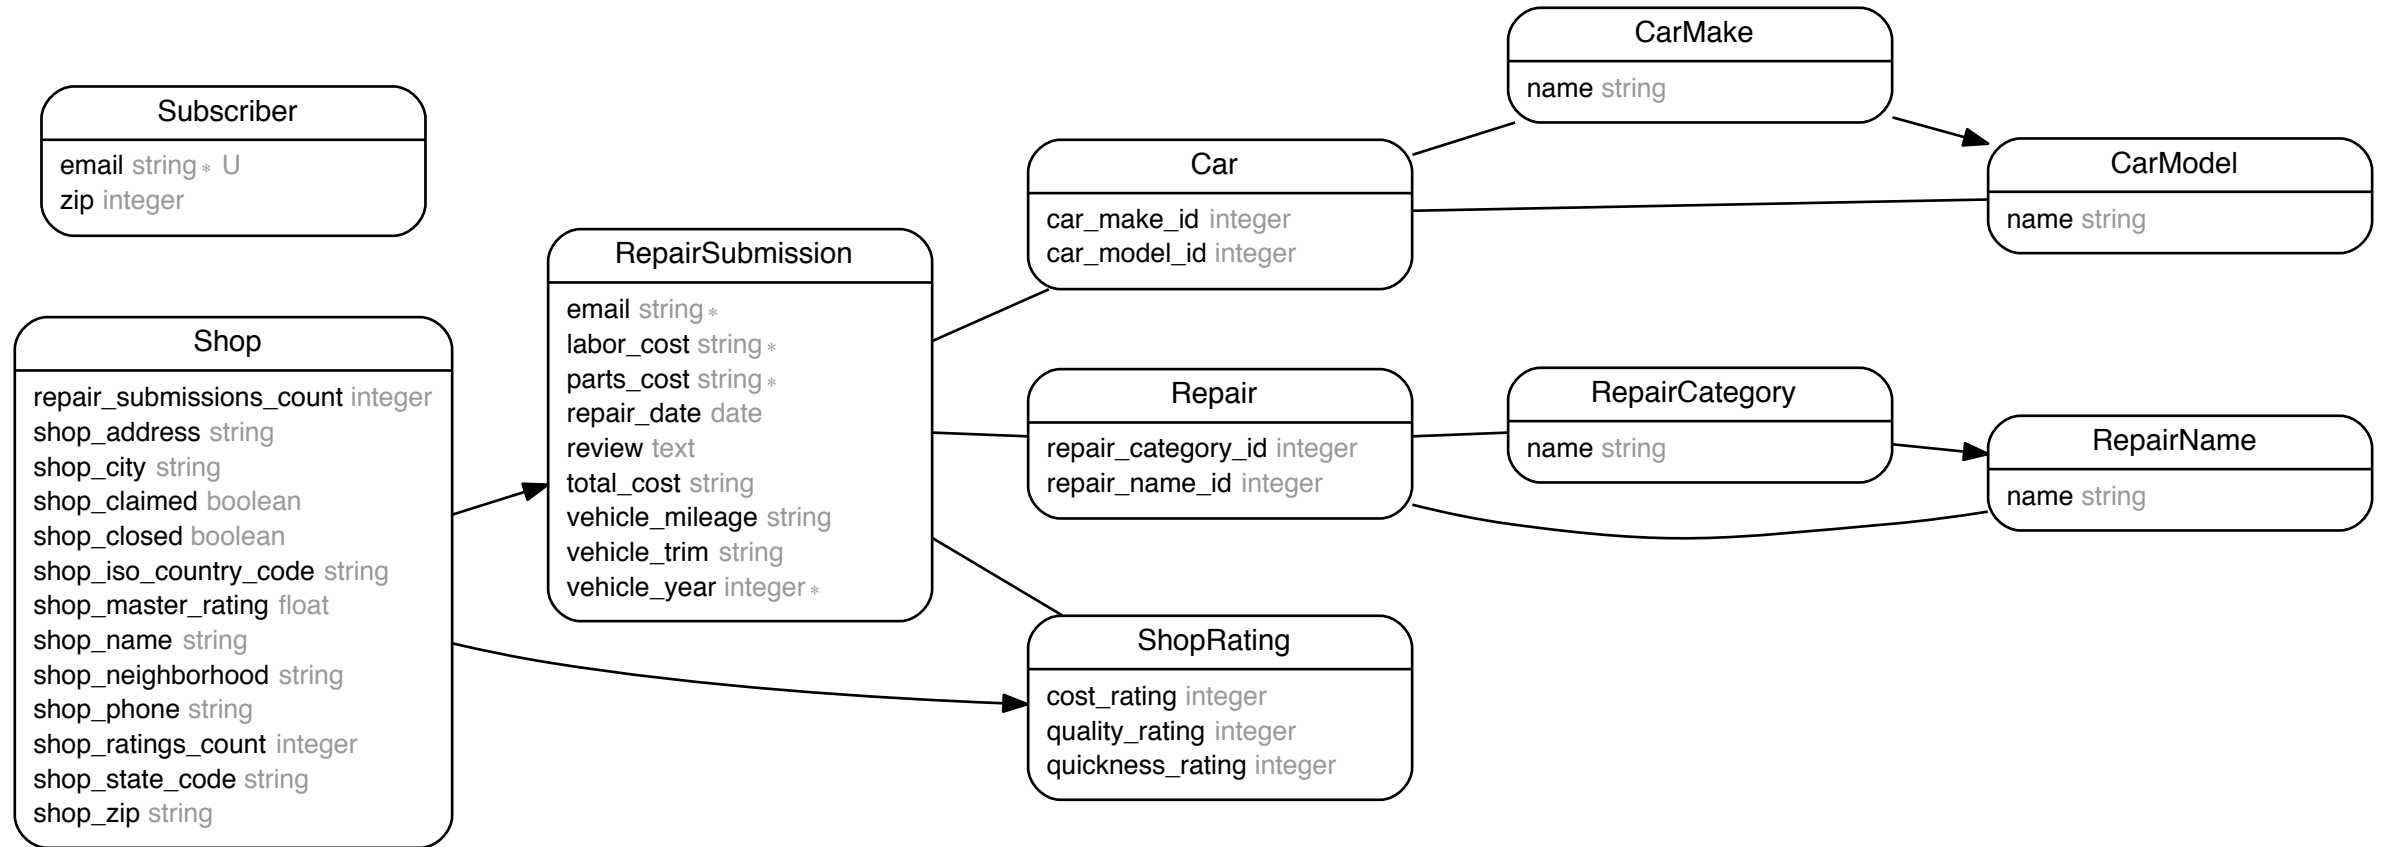 Subscriber
email string* U
zip integer
Shop
repair_submissions_count integer
shop_address string
shop_city string
shop_claimed boolean
shop_closed boolean
shop_iso_country_code string
shop_master_rating float
shop_name string
shop_neighborhood string
shop_phone string
shop_ratings_count integer
shop_state_code string
shop_zip string
RepairSubmission
email string*
labor_cost string*
parts_cost string*
repair_date date
review text
total_cost string
vehicle_mileage string
vehicle_trim string
vehicle_year integer*
Car
car_make_id integer
car_model_id integer
Repair
repair_category_id integer
repair_name_id integer
ShopRating
cost_rating integer
quality_rating integer
quickness_rating integer
CarMake
name string
RepairCategory
name string
CarModel
name string
RepairName
name string